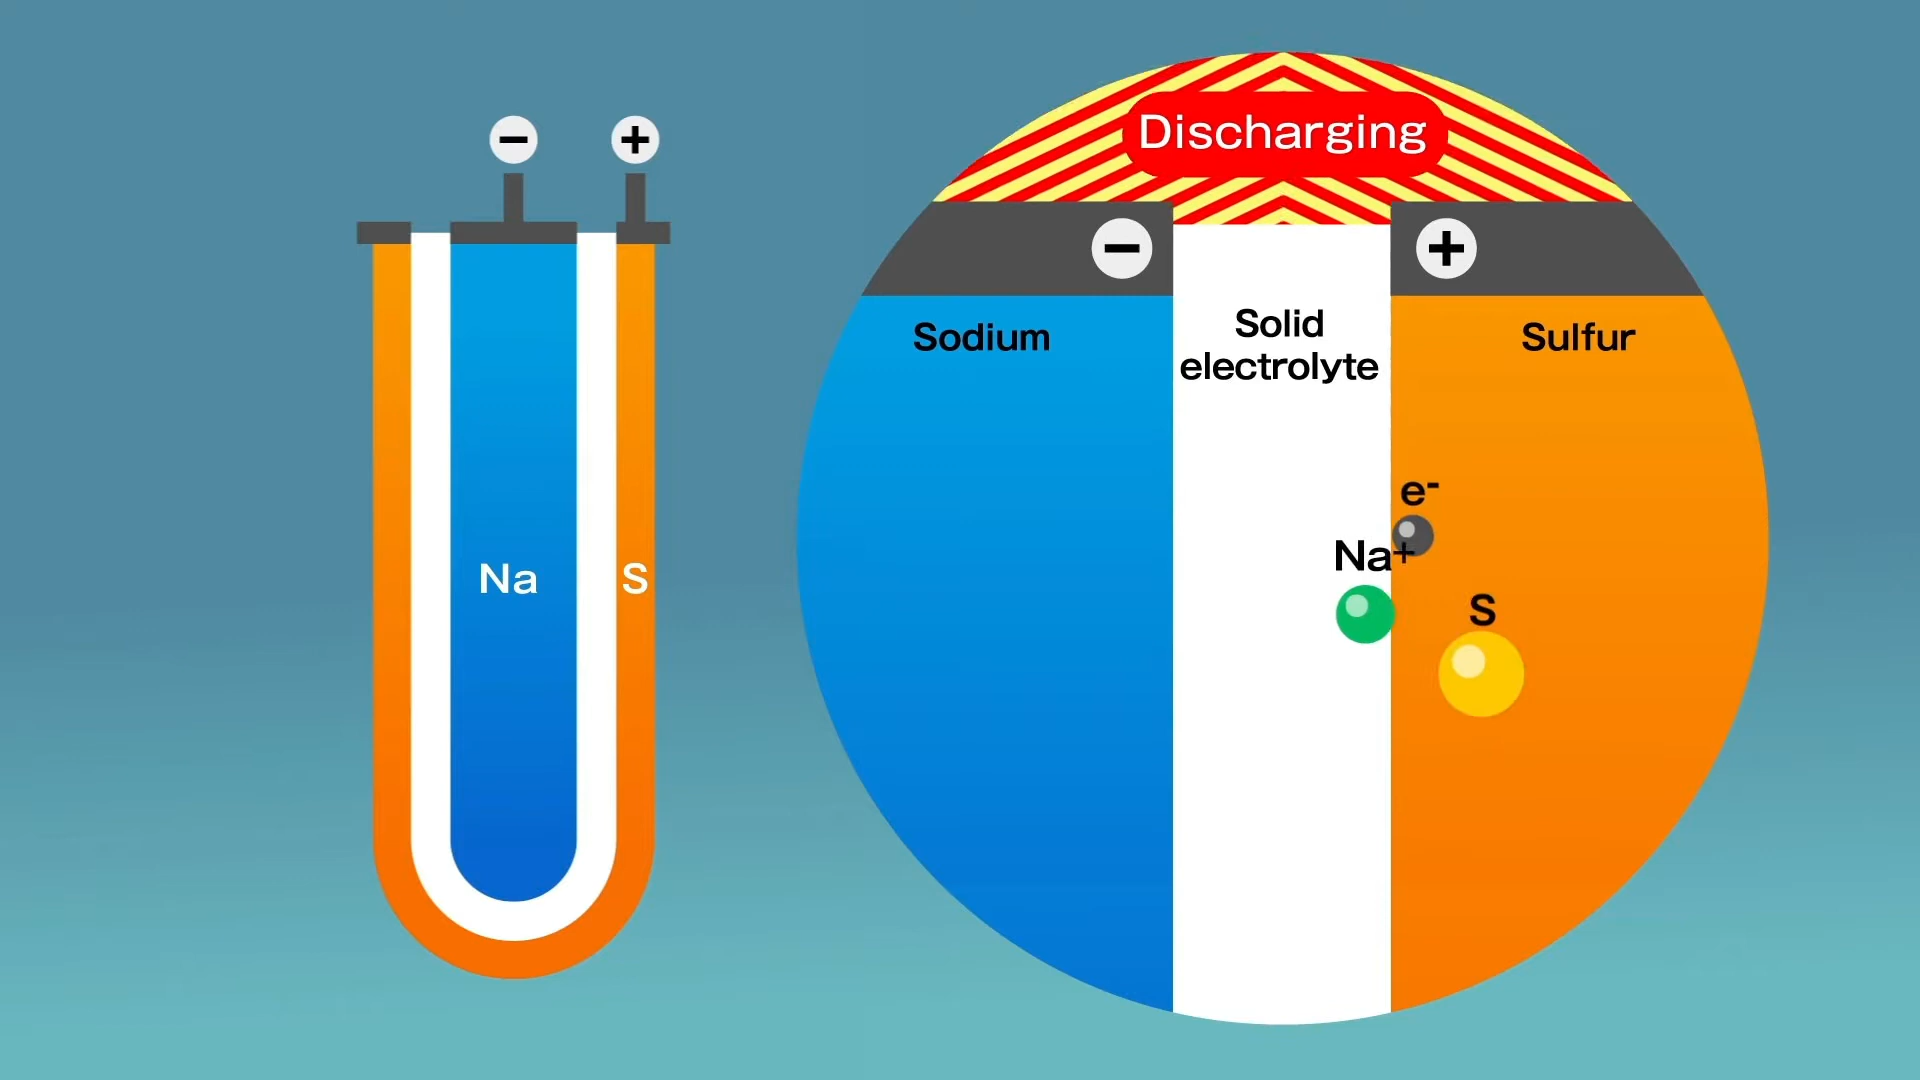 −
+
Na
S
Discharging
−
+
Sodium
Solid
electrolyte
Sulfur
e-
Na+
S